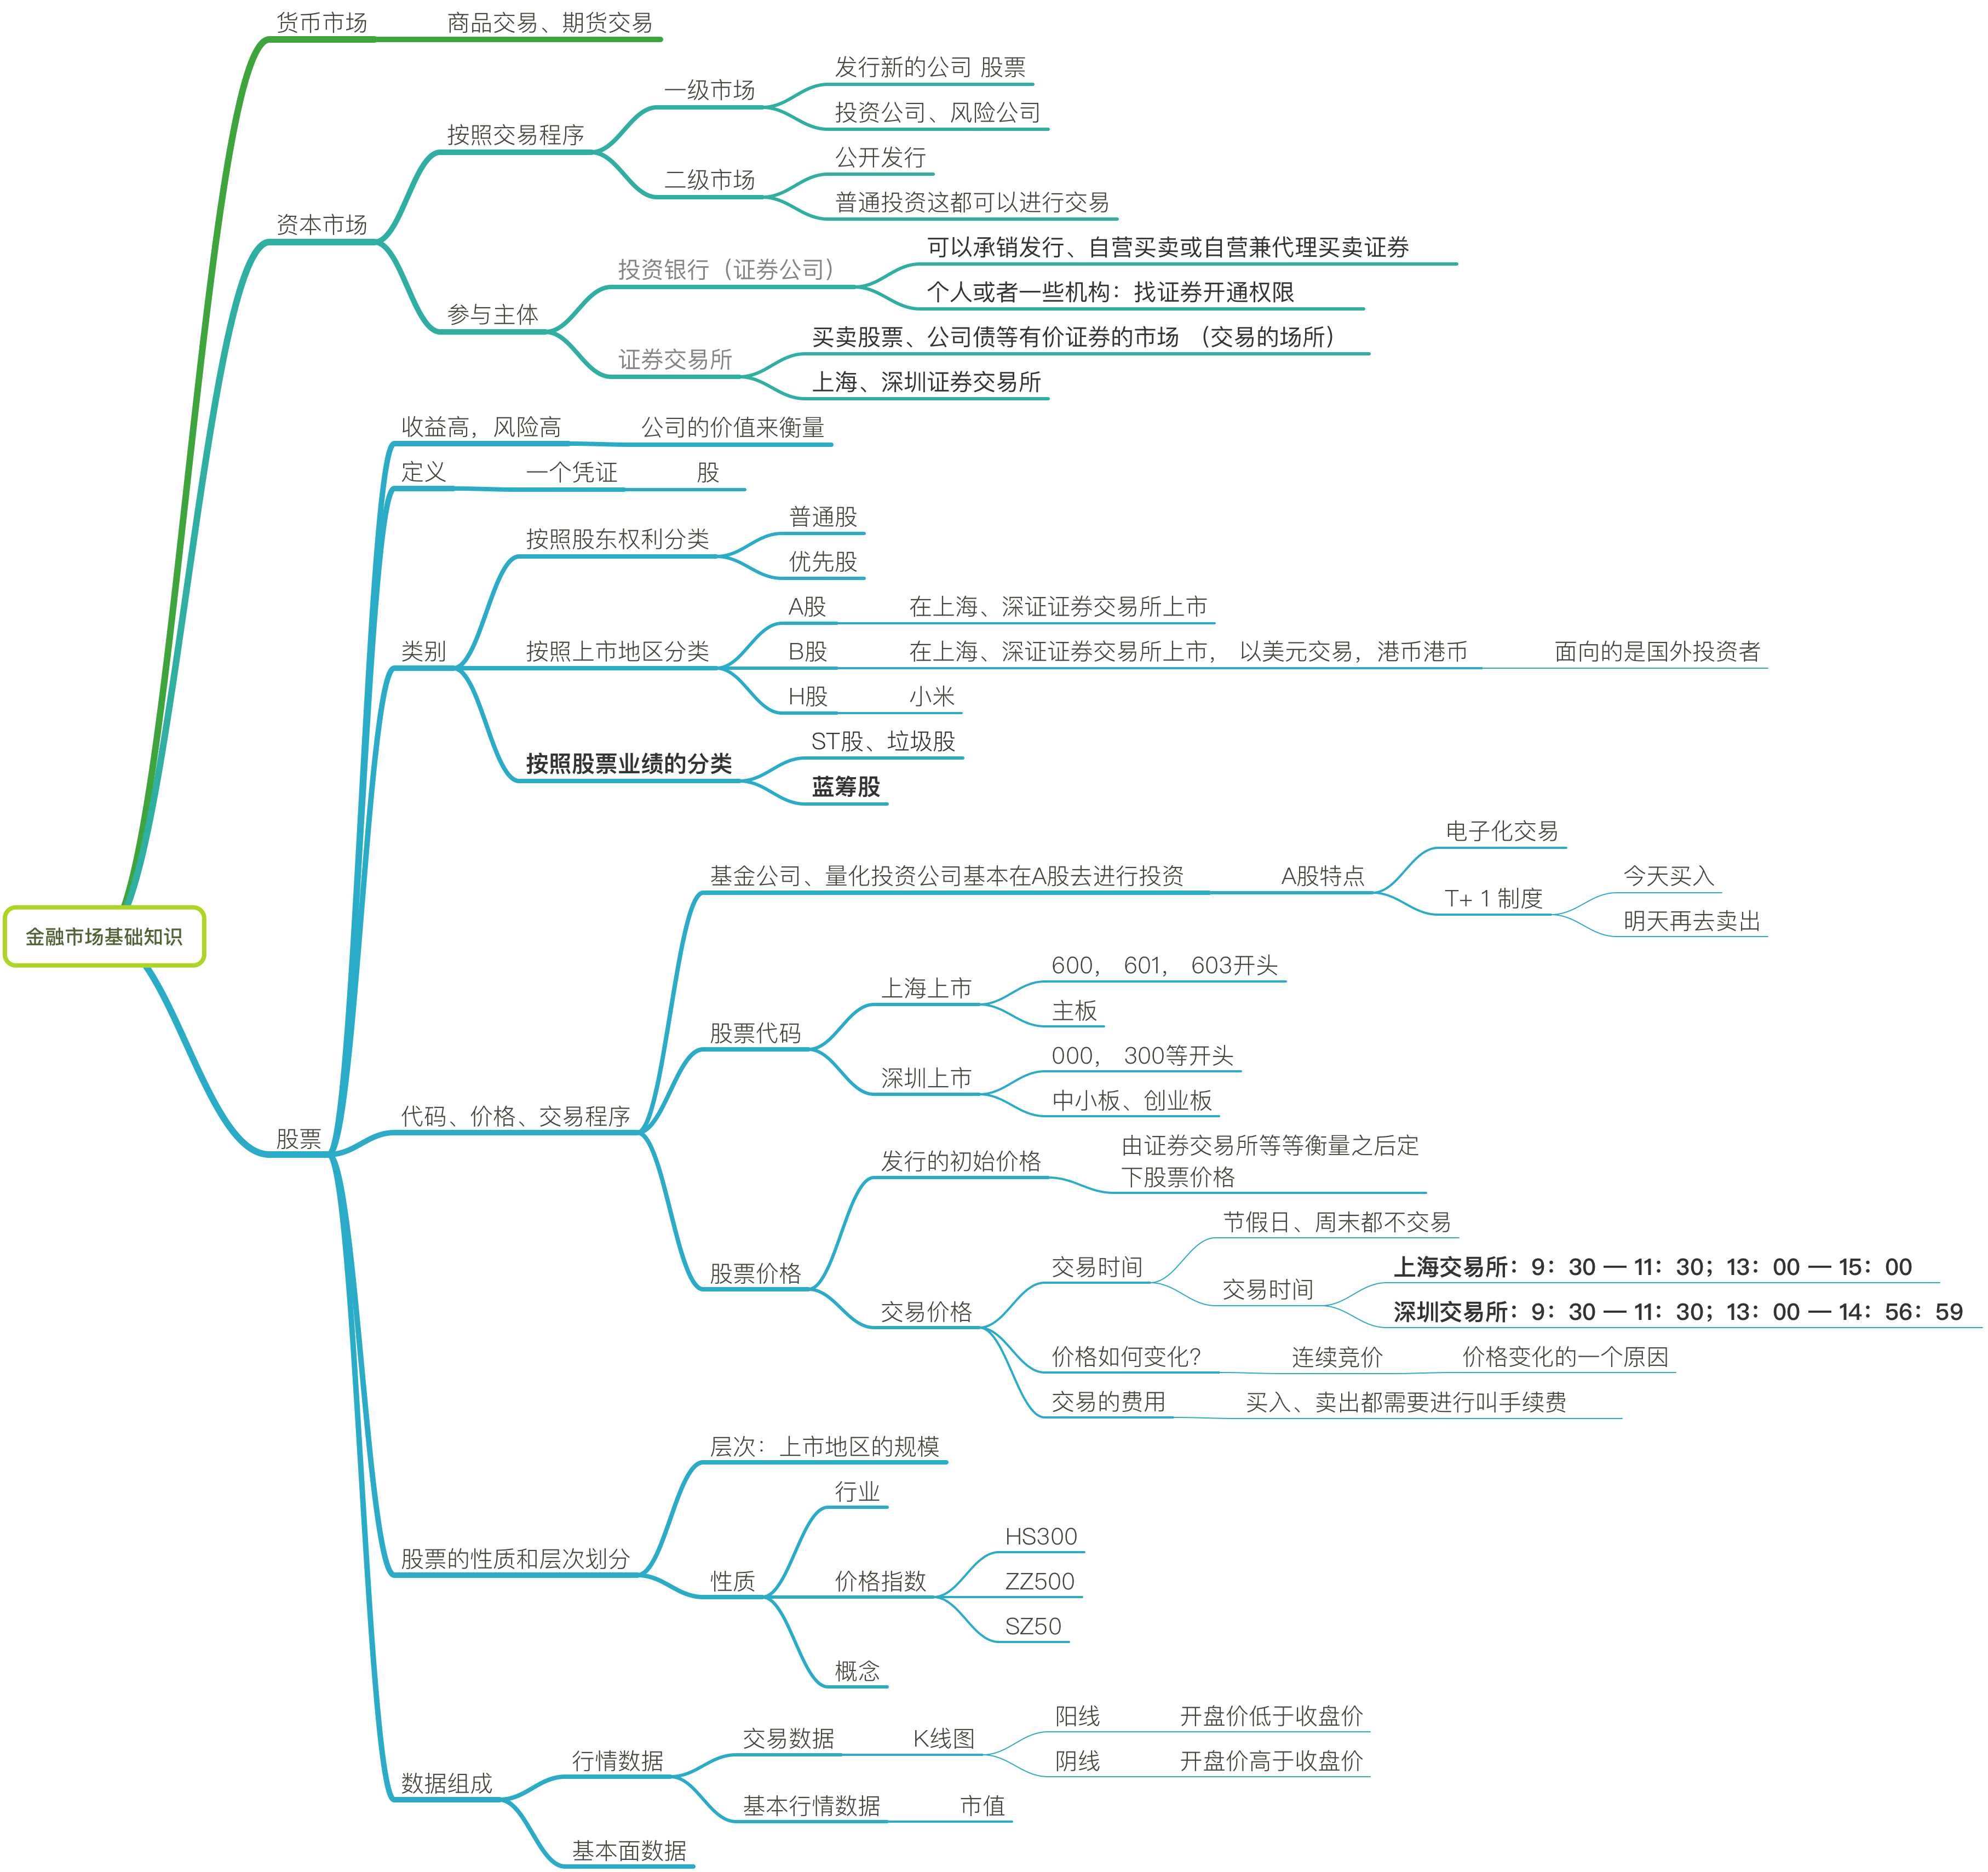 货币市场
商品交易、期货交易
资本市场
按照交易程序
一级市场
发行新的公司 股票
投资公司、风险公司
二级市场
公开发行
普通投资这都可以进行交易
参与主体
投资银行（证券公司）
可以承销发行、自营买卖或自营兼代理买卖证券
个人或者一些机构：找证券开通权限
证券交易所
买卖股票、公司债等有价证券的市场 （交易的场所）
上海、深圳证券交易所
金融市场基础知识
股票
收益高，风险高
公司的价值来衡量
定义
一个凭证
股
类别
按照股东权利分类
普通股
优先股
按照上市地区分类
A股
在上海、深证证券交易所上市
B股
在上海、深证证券交易所上市， 以美元交易，港币港币
面向的是国外投资者
H股
小米
按照股票业绩的分类
ST股、垃圾股
蓝筹股
代码、价格、交易程序
基金公司、量化投资公司基本在A股去进行投资
A股特点
电子化交易
T+ 1 制度
今天买入
明天再去卖出
股票代码
上海上市
600， 601， 603开头
主板
深圳上市
000， 300等开头
中小板、创业板
股票价格
发行的初始价格
由证券交易所等等衡量之后定
下股票价格
交易价格
交易时间
节假日、周末都不交易
交易时间
上海交易所：9：30 — 11：30；13：00 — 15：00
深圳交易所：9：30 — 11：30；13：00 — 14：56：59
价格如何变化？
连续竞价
价格变化的一个原因
交易的费用
买入、卖出都需要进行叫手续费
股票的性质和层次划分
层次：上市地区的规模
性质
行业
价格指数
HS300
ZZ500
SZ50
概念
数据组成
行情数据
交易数据
K线图
阳线
开盘价低于收盘价
阴线
开盘价高于收盘价
基本行情数据
市值
基本面数据